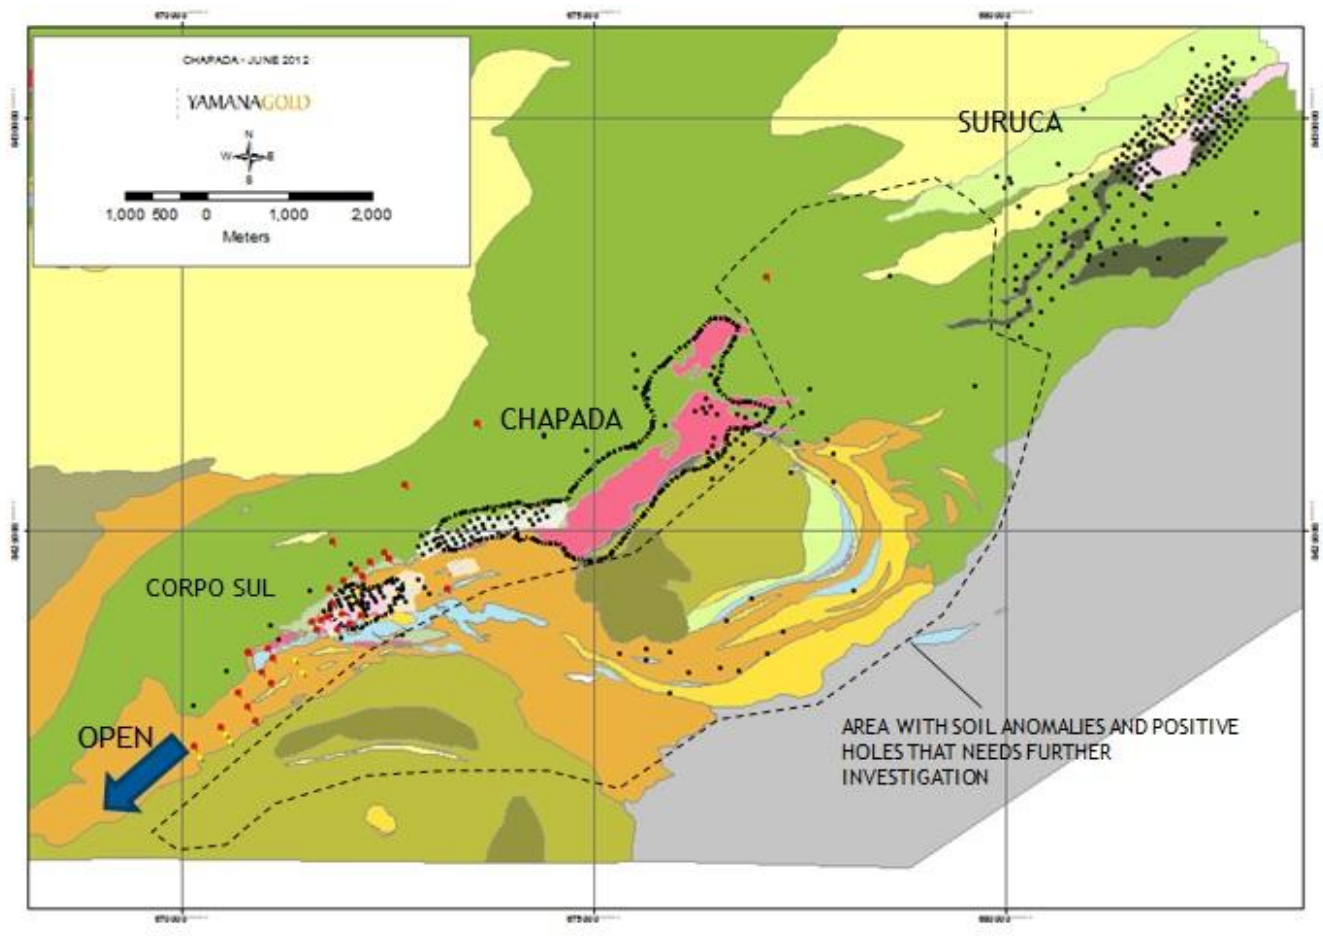 CHAPADA - JUNE 2012
YAMANAGOLD
N
W E
S
1,000 500 0 1,000 2,000
Meters
SURUCA
CHAPADA
CORPO SUL
OPEN
AREA WITH SOIL ANOMALIES AND POSITIVE
HOLES THAT NEEDS FURTHER
INVESTIGATION